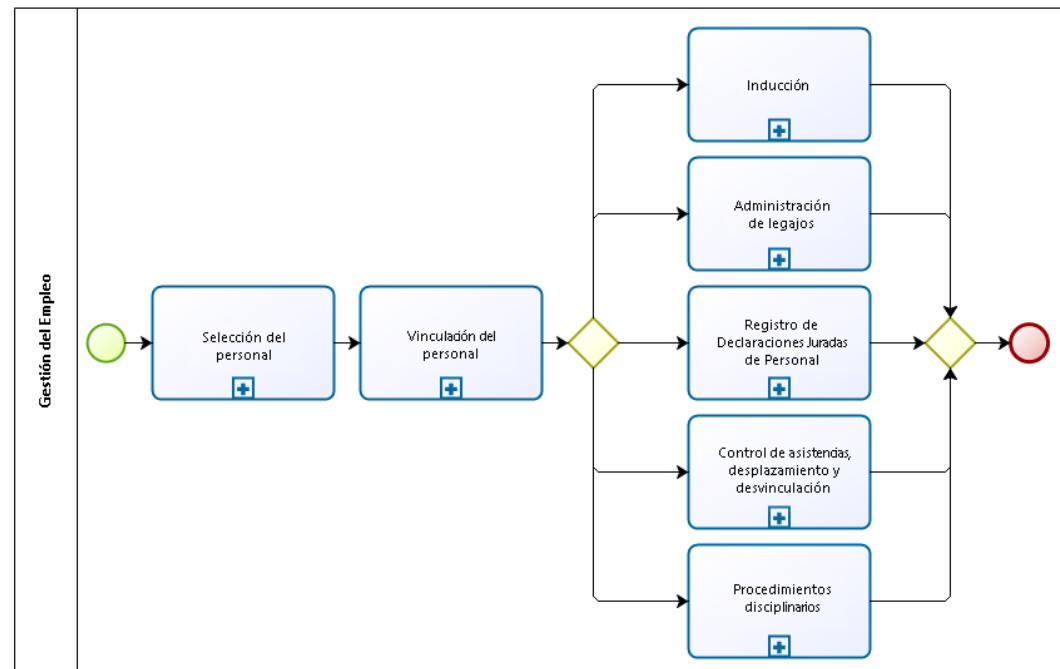 Gestión del Empleo
Selección del
personal
Vinculación del
personal
Inducción
Administración
de legajos
Registro de
Declaraciones Juradas
de Personal
Control de asistencias,
desplazamiento y
desvinculación
Procedimientos
disciplinarios